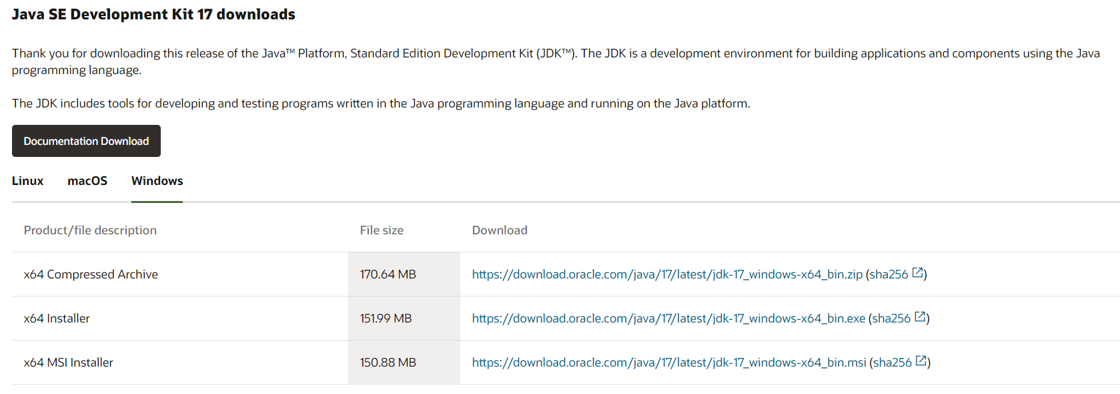 Java SE Development Kit 17 downloads
Thank you for downloading this release of the Java™ Platform, Standard Edition Development Kit (JDK™). The JDK is a development environment for building applications and components using the Java
programming language.
The JDK includes tools for developing and testing programs written in the Java programming language and running on the Java platform.
Documentation Download
Linux macOS Windows
Product/file description File size Download
x64 Compressed Archive 170.64 MB https://download.oracle.com/java/17/latest/jdk-17_windows-x64_bin.zip (sha256)
x64 Installer 151.99 MB https://download.oracle.com/java/17/latest/jdk-17_windows-x64_bin.exe (sha256)
x64 MSI Installer 150.88 MB https://download.oracle.com/java/17/latest/jdk-17_windows-x64_bin.msi (sha256)